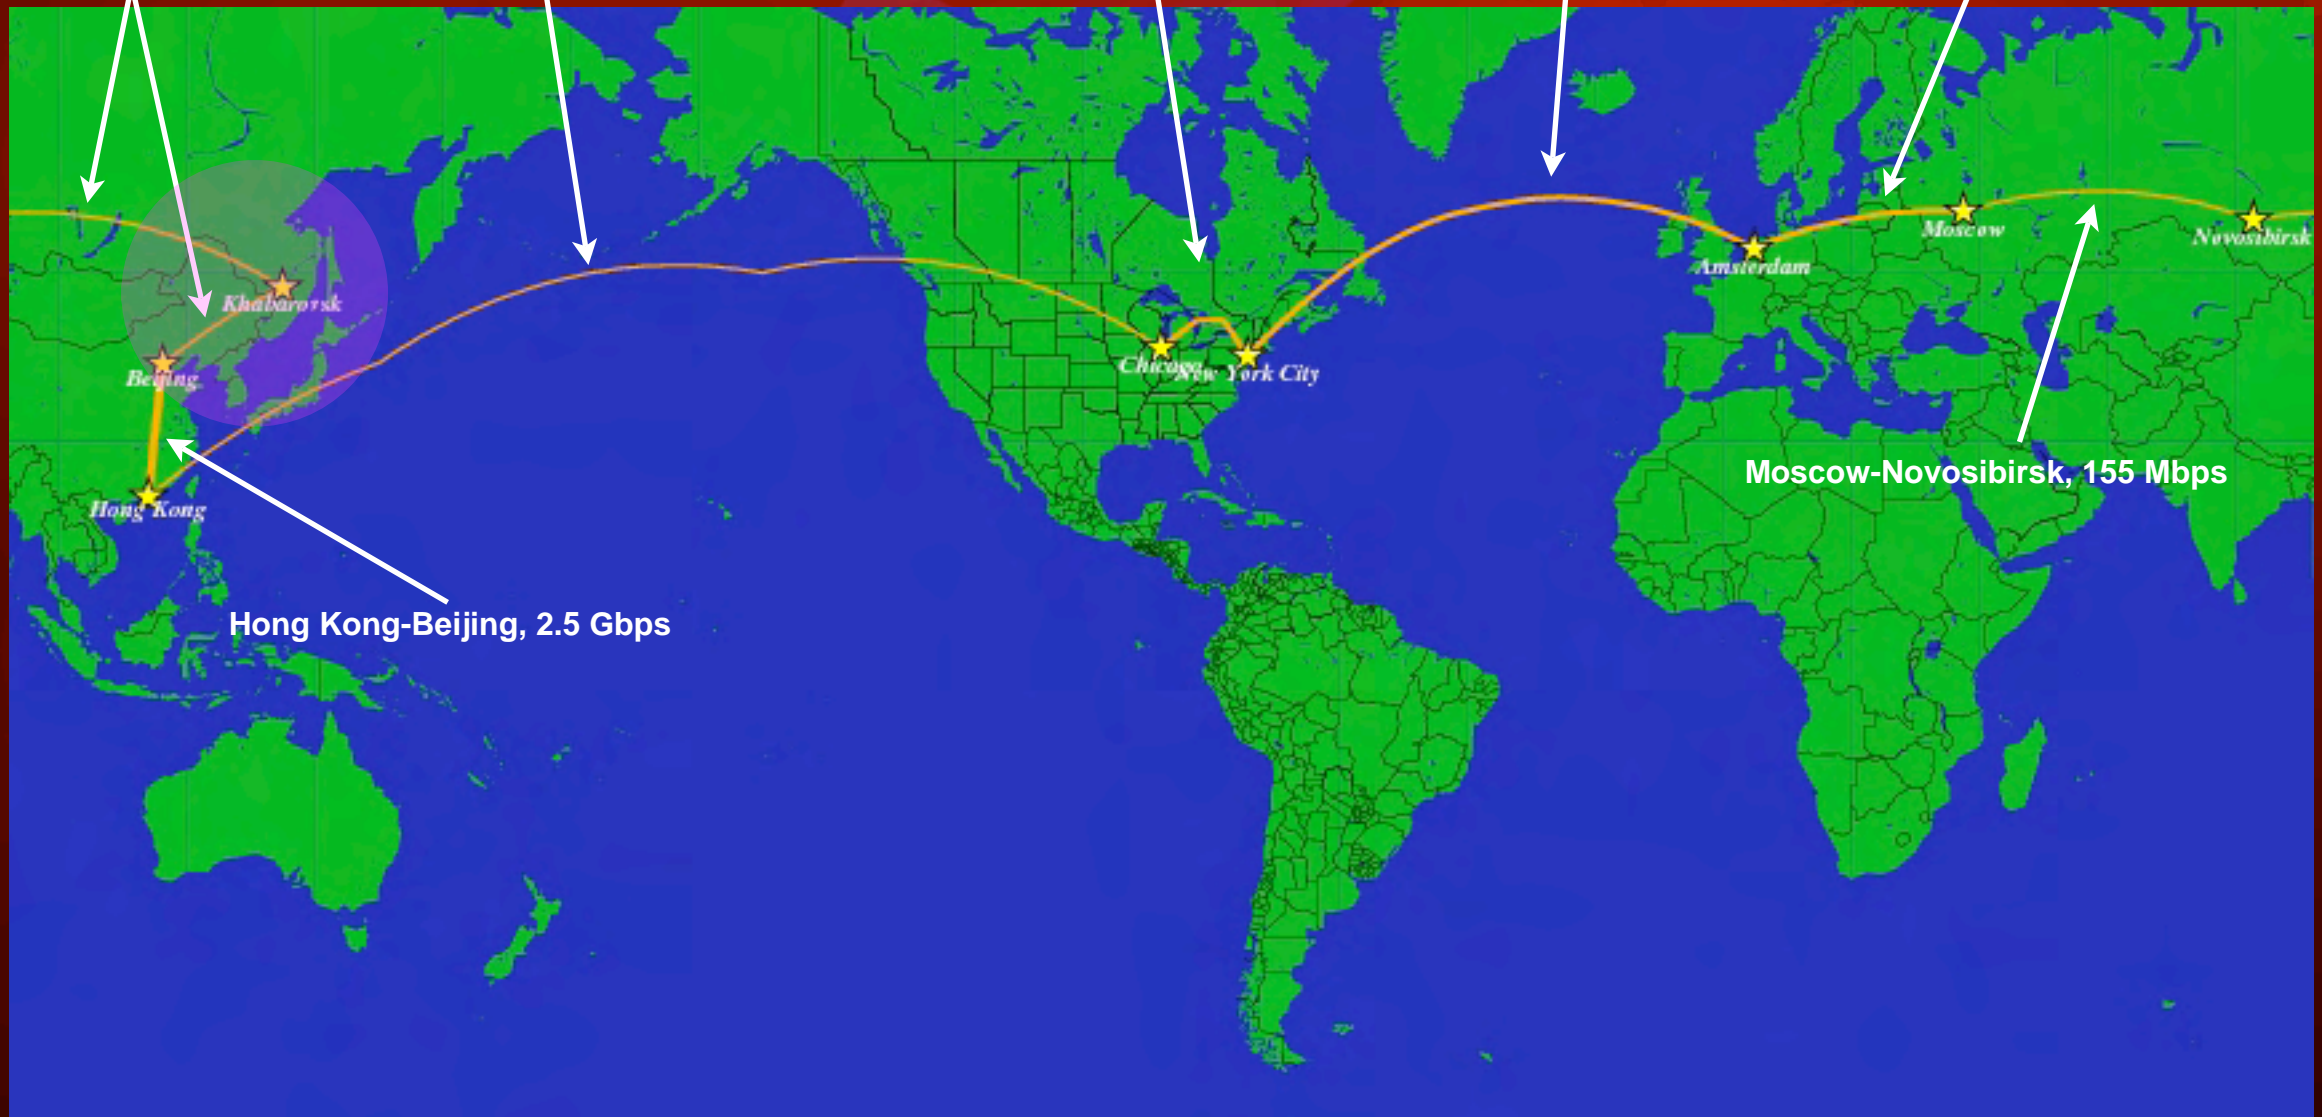 Moscow
Novosibirsk
Amsterdam
Khabarovsk
Chicago
New York City
Beijing
Moscow-Novosibirsk, 155 Mbps
Hong Kong
Hong Kong-Beijing, 2.5 Gbps